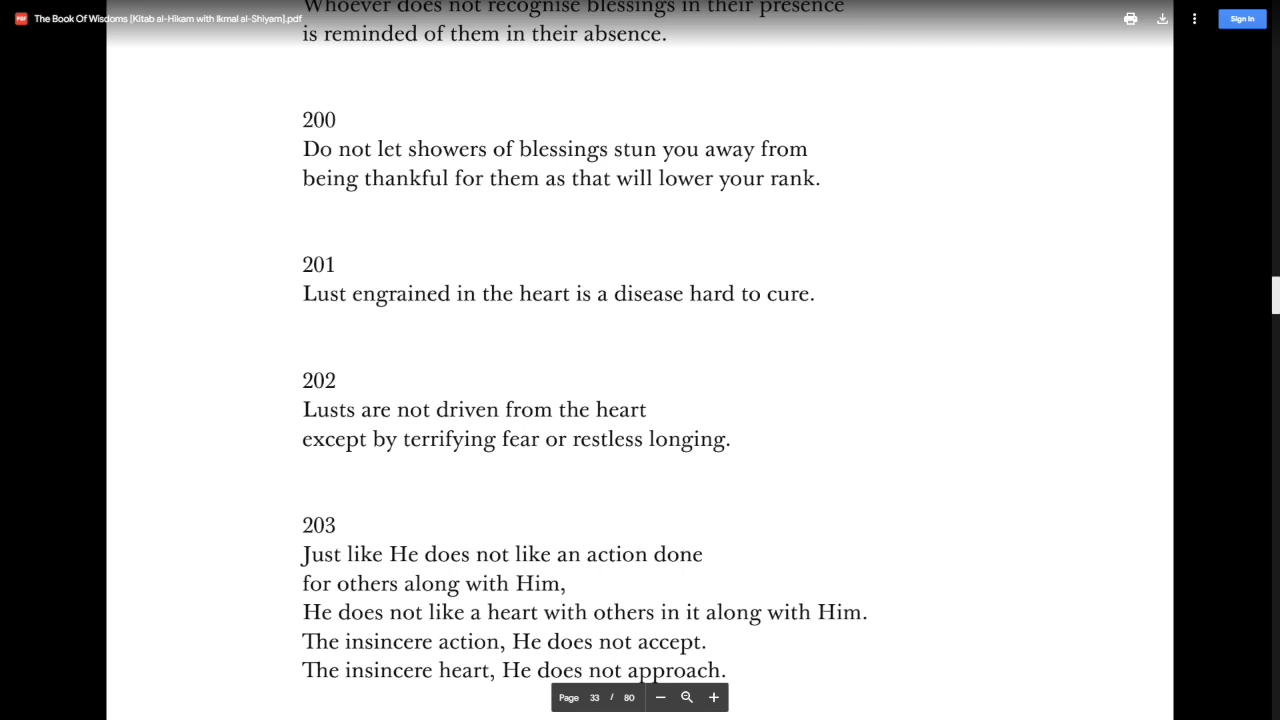 Whoever does not recognise blessings in their presence
The Book Of Wisdoms [Kitab al-Hikam with Ikmal al-Shiyam].pdf
Sign in
is reminded of them in their absence.
200
Do not let showers of blessings stun you away from
being thankful for them as that will lower your rank.
201
Lust engrained in the heart is a disease hard to cure.
202
Lusts are not driven from the heart
except by terrifying fear or restless longing.
203
Just like He does not like an action done
for others along with Him,
He does not like a heart with others in it along with Him.
The insincere action, He does not accept.
The insincere heart, He does not approach.
Page 33 / 80